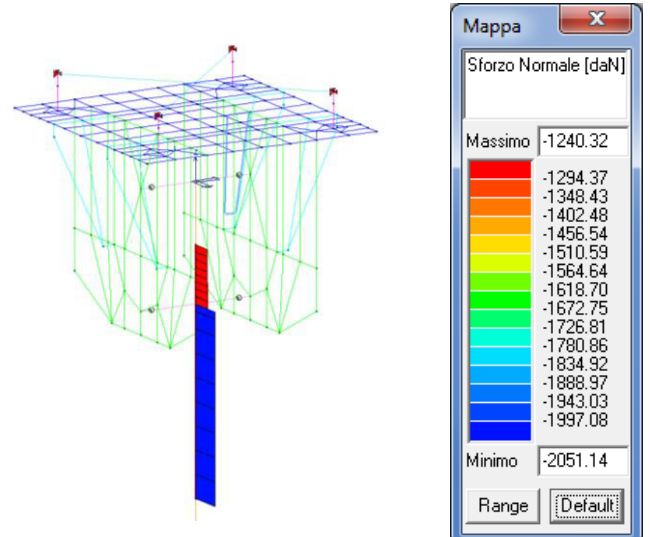 Mappa
Sforzo Normale [daN]
Massimo -1240.32
-1294.37
-1348.43
-1402.48
-1456.54
-1510.59
-1564.64
-1618.70
-1672.75
-1726.81
-1780.86
-1834.92
-1888.97
-1943.03
-1997.08
Minimo -2051.14
Range Default